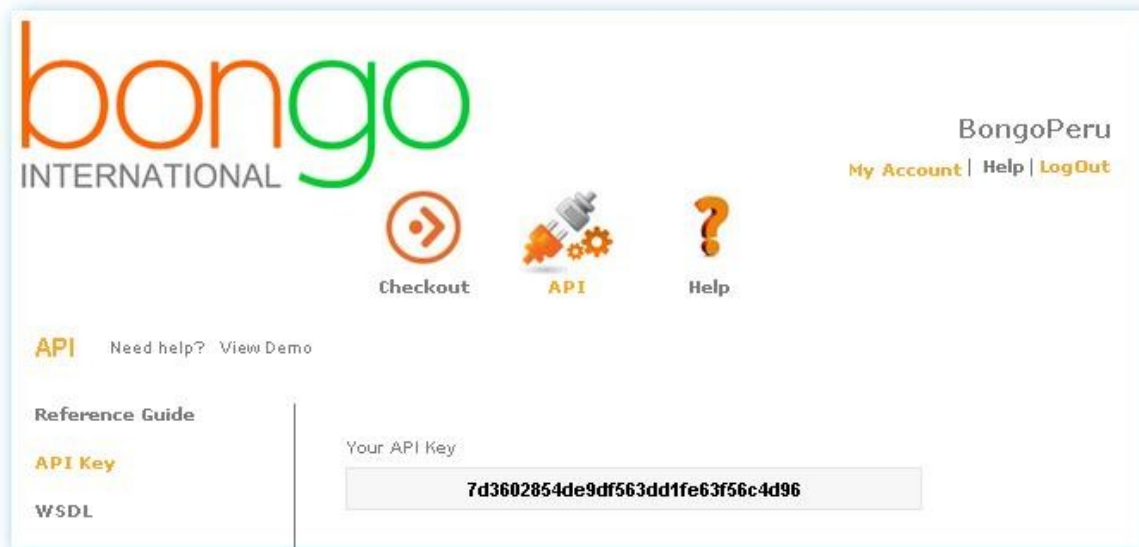 bongo
INTERNATIONAL
BongoPeru
My Account | Help | LogOut
Checkout API Help
API Need help? View Demo
Reference Guide
API Key
WSDL
Your API Key
7d3602854de9df563dd1fe63f56c4d96